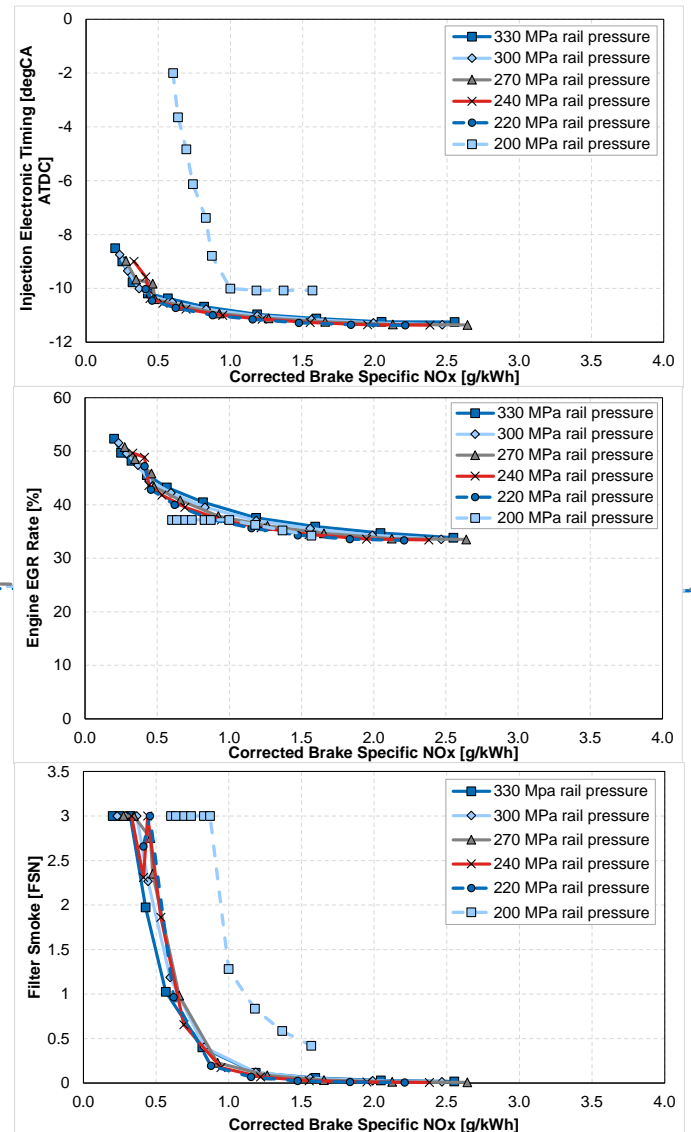 0
-2
-4
-6
-8
-10
-12
Injection Electronic Timing [degCA
ATDC]
330 MPa rail pressure
300 MPa rail pressure
270 MPa rail pressure
240 MPa rail pressure
220 MPa rail pressure
200 MPa rail pressure
0.0 0.5 1.0 1.5 2.0 2.5 3.0 3.5 4.0
Corrected Brake Specific NOx [g/kWh]
60
50
40
30
20
10
0
Engine EGR Rate [%]
330 MPa rail pressure
300 MPa rail pressure
270 MPa rail pressure
240 MPa rail pressure
220 MPa rail pressure
200 MPa rail pressure
0.0 0.5 1.0 1.5 2.0 2.5 3.0 3.5 4.0
Corrected Brake Specific NOx [g/kWh]
3.5
3
2.5
2
1.5
1
0.5
0
Filter Smoke [FSN]
330 Mpa rail pressure
300 MPa rail pressure
270 MPa rail pressure
240 MPa rail pressure
220 MPa rail pressure
200 MPa rail pressure
0.0 0.5 1.0 1.5 2.0 2.5 3.0 3.5 4.0
Corrected Brake Specific NOx [g/kWh]